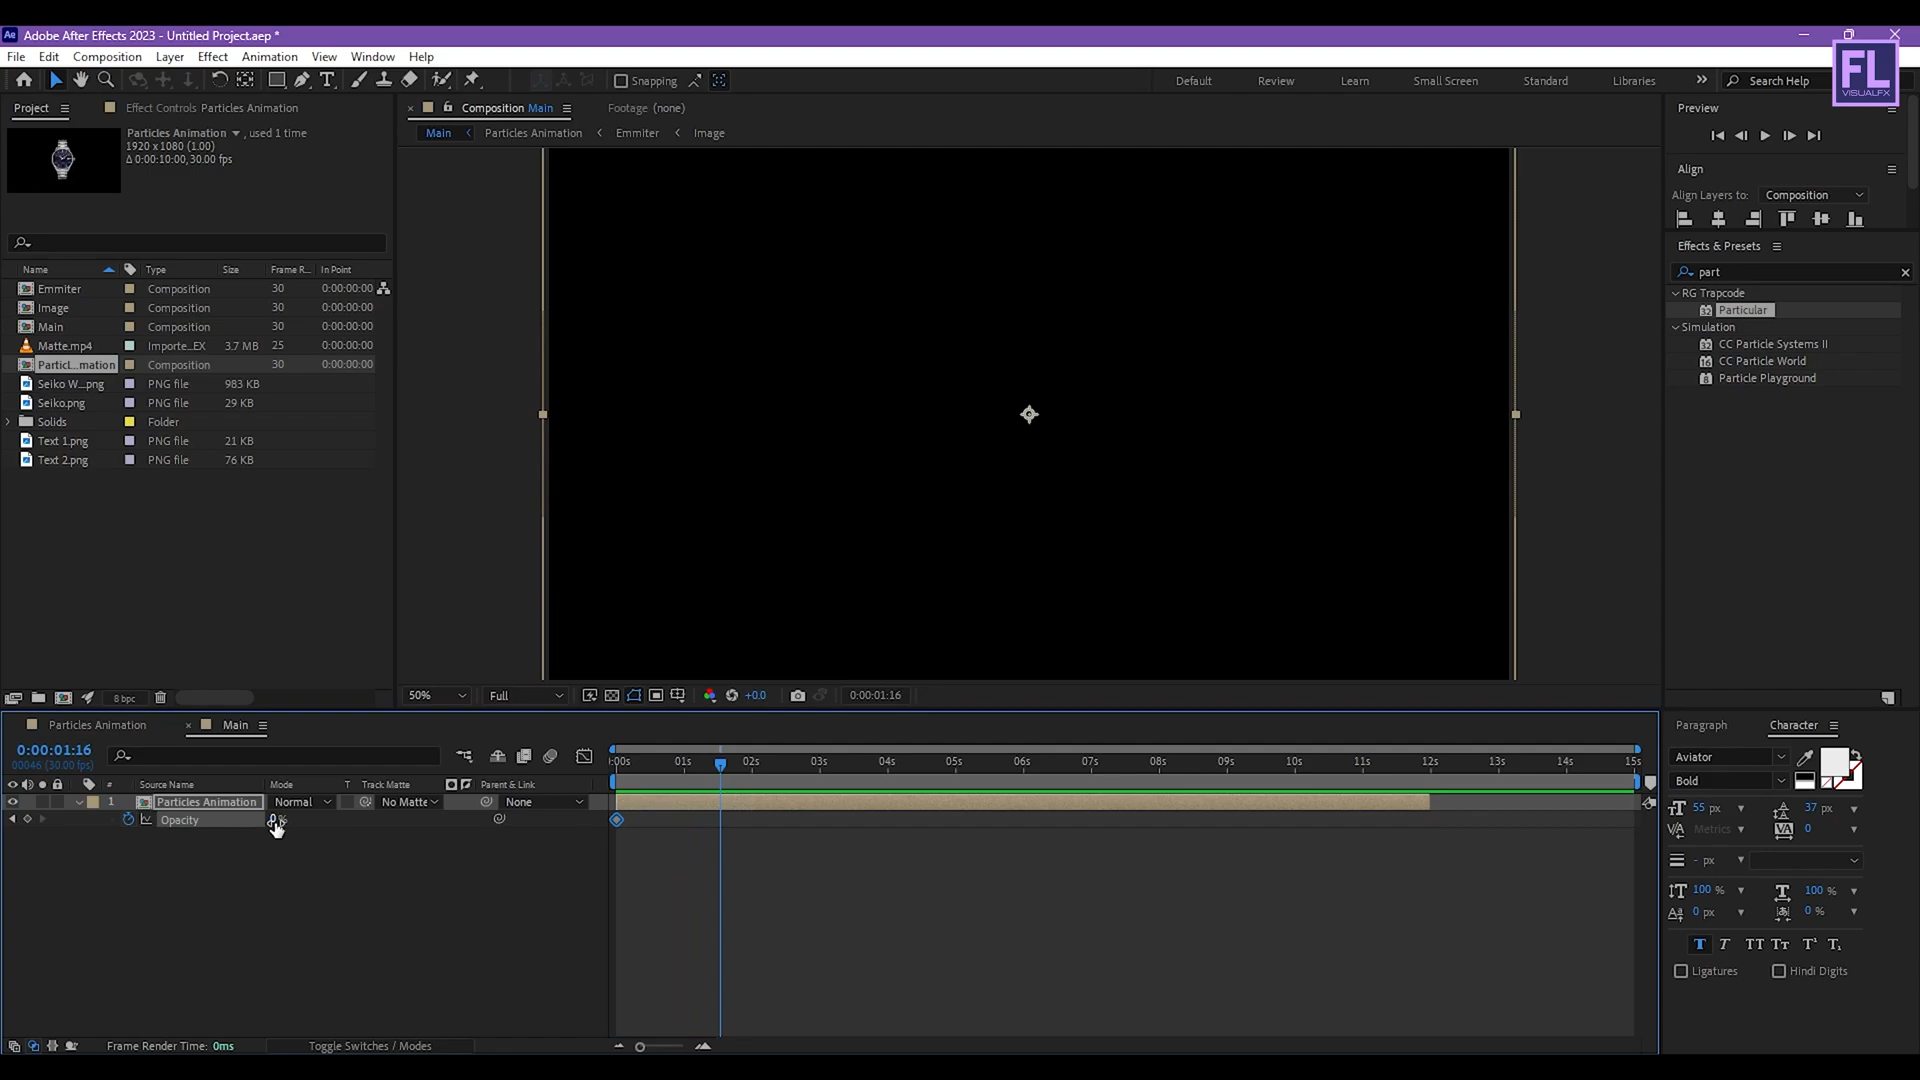 Adobe After Effects 2023 - Untitled Project.aep *
File Edit Composition Layer Effect Animation View Window Help
Snapping
Default Review Learn Small Screen Standard Libraries Search Help
FL
VISUALFX
Project Effect Controls Particles Animation
Composition Main Footage (none)
Main Particles Animation Emmiter Image
Particles Animation , used 1 time
1920 x 1080 (1.00)
Δ 0:00:10:00, 30.00 fps
Preview
Align
Align Layers to: Composition
Effects & Presets
part
RG Trapcode
Particular
Simulation
CC Particle Systems II
CC Particle World
Particle Playground
Name Type Size Frame R... In Point
Emmiter Composition 30 0:00:00:00
Image Composition 30 0:00:00:00
Main Composition 30 0:00:00:00
Matte.mp4 Importe...EX 3.7 MB 25 0:00:00:00
Particl...mation Composition 30 0:00:00:00
Seiko W...png PNG file 983 KB
Seiko.png PNG file 29 KB
Solids Folder
Text 1.png PNG file 21 KB
Text 2.png PNG file 76 KB
8 bpc
50% Full +0.0 0:00:01:16
Particles Animation Main
0:00:01:16
00046 (30.00 fps)
:00s 01s 02s 03s 04s 05s 06s 07s 08s 09s 10s 11s 12s 13s 14s 15s
# Source Name Mode T Track Matte Parent & Link
1 Particles Animation Normal No Matte None
Opacity 0 %
Frame Render Time: 0ms Toggle Switches / Modes
Paragraph Character
Aviator
Bold
55 px 37 px
Metrics 0
- px
100 % 100 %
0 px 0 %
Ligatures Hindi Digits